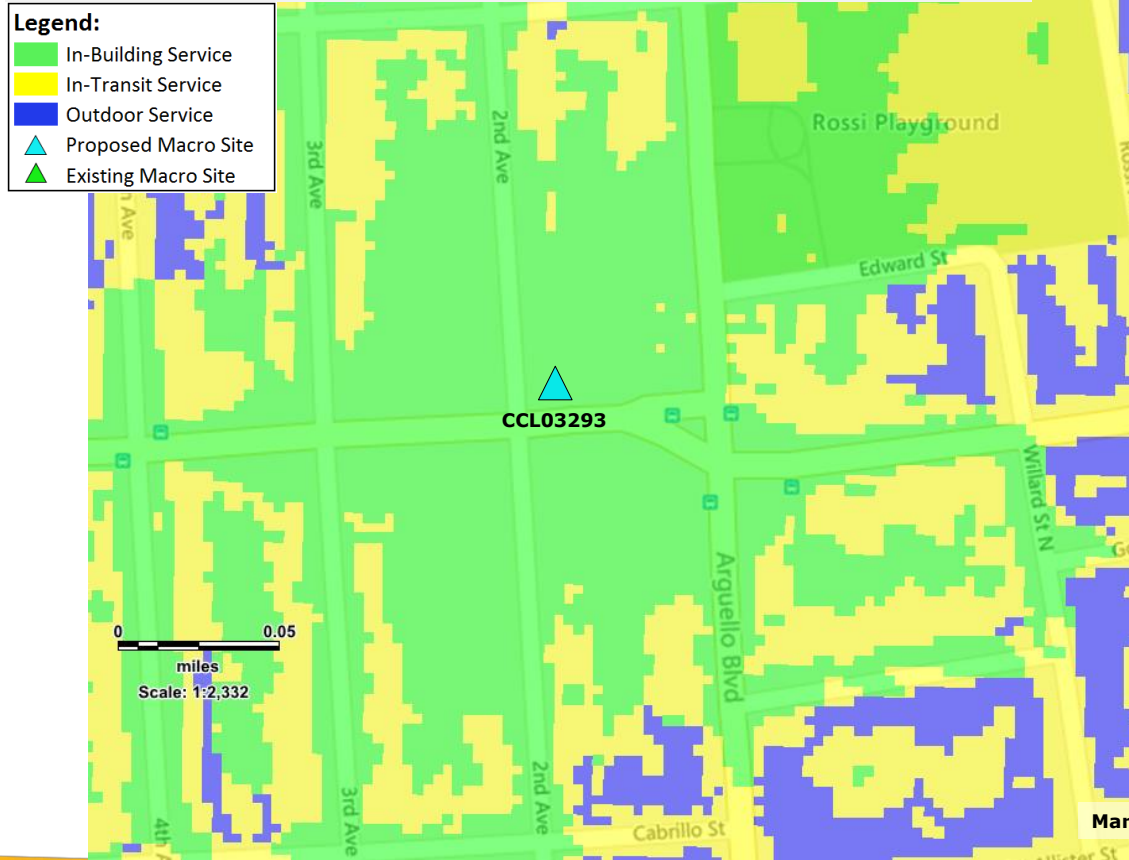 Legend:
In-Building Service
In-Transit Service
Outdoor Service
Proposed Macro Site
Existing Macro Site
2nd Ave
3rd Ave
Rossi Playground
Ave
Edward St
CCL03293
Willard St N
Arguello Blvd
0 0.05
miles
Scale: 1:2,332
2nd Ave
3rd Ave
4th
Cabrillo St
Mar
St